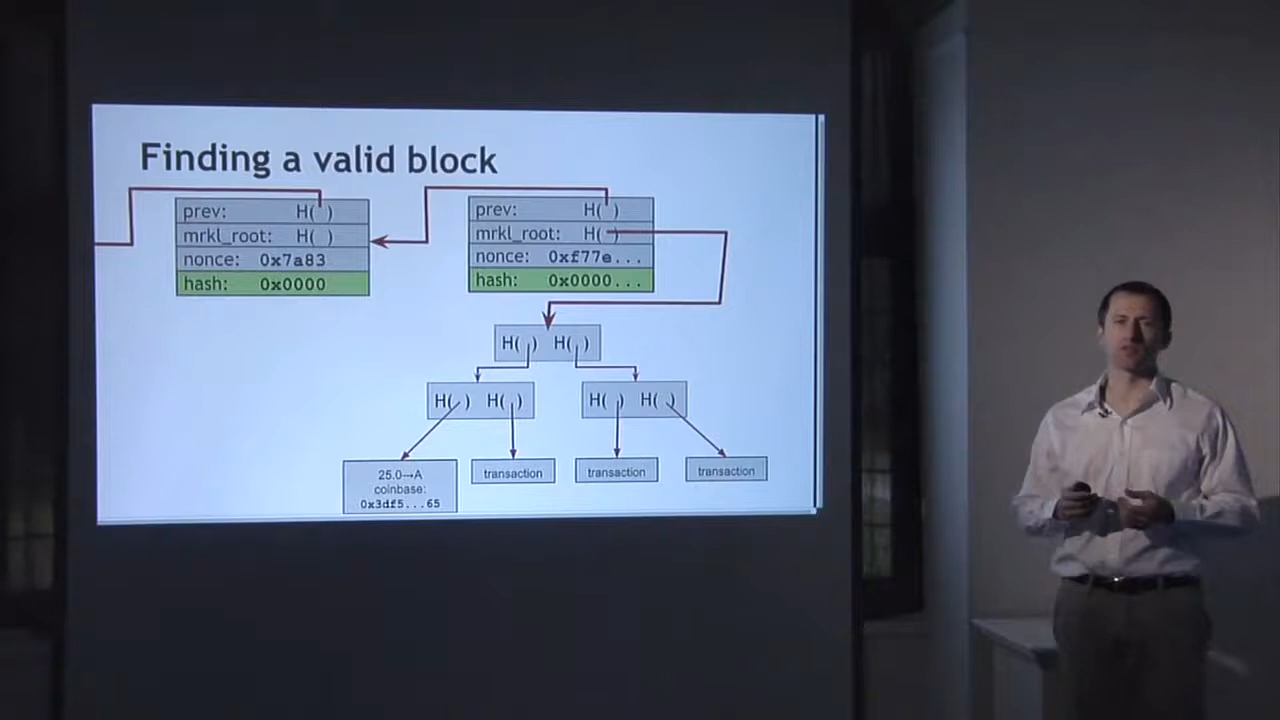 Finding a valid block
prev: H( )
mrkl_root: H( )
nonce: 0x7a83
hash: 0x0000
prev: H( )
mrkl_root: H( )
nonce: 0xf77e...
hash: 0x0000...
H( ) H( )
H( ) H( )
H( ) H( )
25.0→A
coinbase:
0x3df5...65
transaction
transaction
transaction